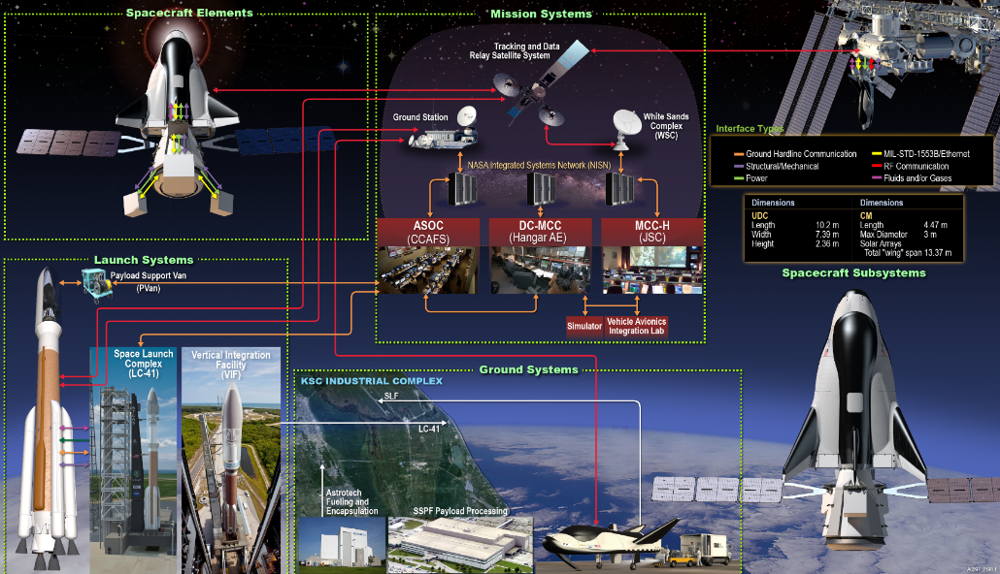 Spacecraft Elements
Mission Systems
Tracking and Data
Relay Satellite System
Ground Station
White Sands
Complex
(WSC)
NASA Integrated Systems Network (NISN)
ASOC
(CCAFS)
DC-MCC
(Hangar AE)
MCC-H
(JSC)
Simulator
Vehicle Avionics
Integration Lab
Interface Types
Ground Hardline Communication
Structural/Mechanical
Power
MIL-STD-1553B/Ethernet
RF Communication
Fluids and/or Gases
Dimensions
UDC
Length 10.2 m
Width 7.39 m
Height 2.36 m
Dimensions
CM
Length 4.47 m
Max Diameter 3 m
Solar Arrays
Total "wing" span 13.37 m
Spacecraft Subsystems
Launch Systems
Payload Support Van
(PVan)
Space Launch
Complex
(LC-41)
Vertical Integration
Facility
(VIF)
Ground Systems
KSC INDUSTRIAL COMPLEX
SLF
LC-41
Astrotech
Fueling and
Encapsulation
SSPF Payload Processing